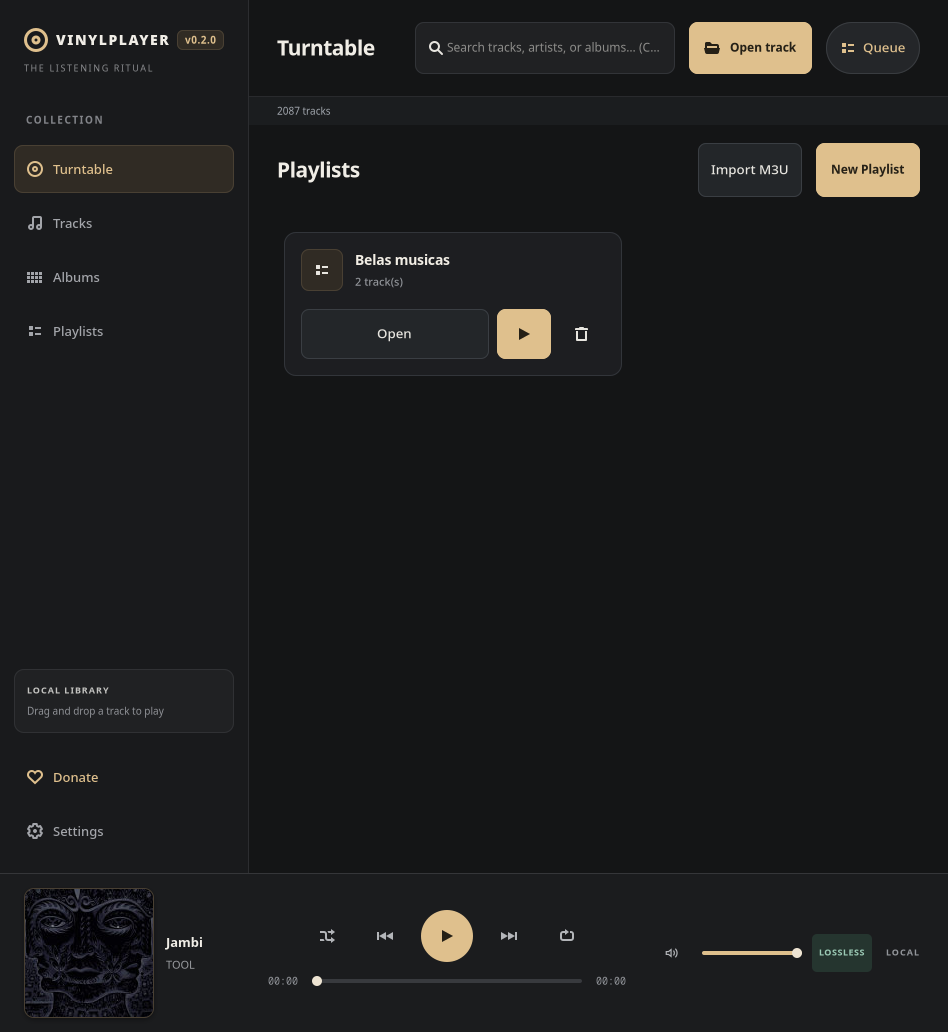 VINYLPLAYER v0.2.0
THE LISTENING RITUAL
COLLECTION
Turntable
Tracks
Albums
Playlists
LOCAL LIBRARY
Drag and drop a track to play
Donate
Settings
Turntable
Search tracks, artists, or albums... (C...
Open track
Queue
2087 tracks
Playlists
Import M3U
New Playlist
Belas musicas
2 track(s)
Open
Jambi
TOOL
00:00
00:00
LOSSLESS
LOCAL